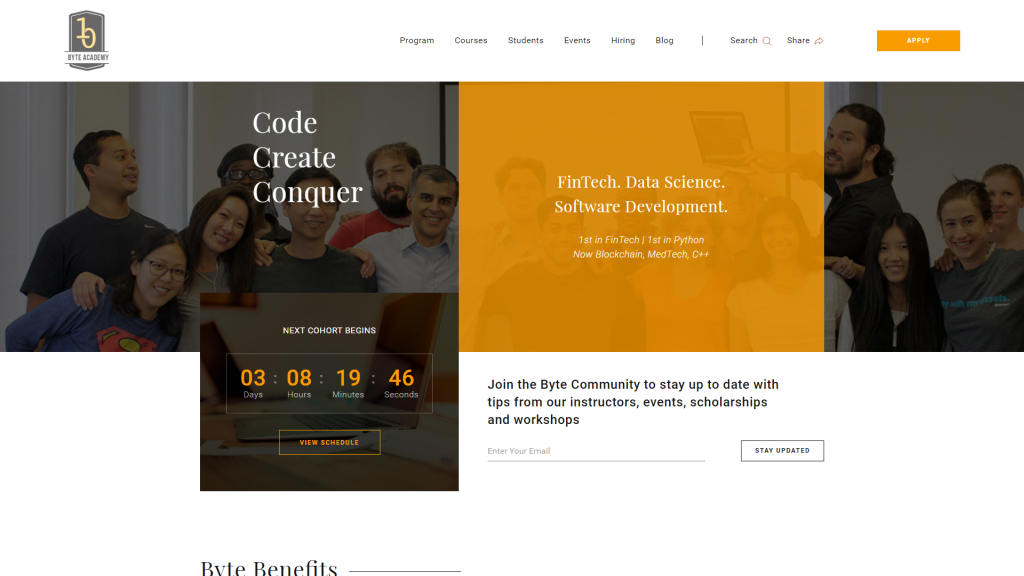 BYTE ACADEMY
Program
Courses
Students
Events
Hiring
Blog
|
Search
Share
APPLY
Code
Create
Conquer
FinTech. Data Science.
Software Development.
1st in FinTech | 1st in Python
Now Blockchain, MedTech, C++
NEXT COHORT BEGINS
03 : 08 : 19 : 46
Days Hours Minutes Seconds
VIEW SCHEDULE
Join the Byte Community to stay up to date with
tips from our instructors, events, scholarships
and workshops
Enter Your Email
STAY UPDATED
Byte Benefits